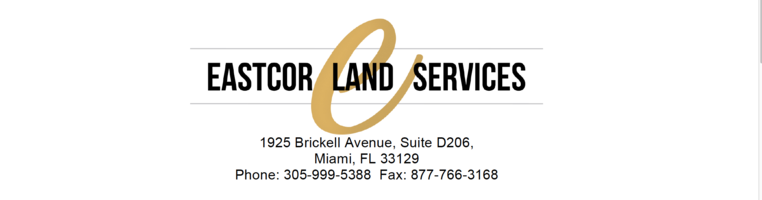 EASTCOR LAND SERVICES
1925 Brickell Avenue, Suite D206,
Miami, FL 33129
Phone: 305-999-5388 Fax: 877-766-3168